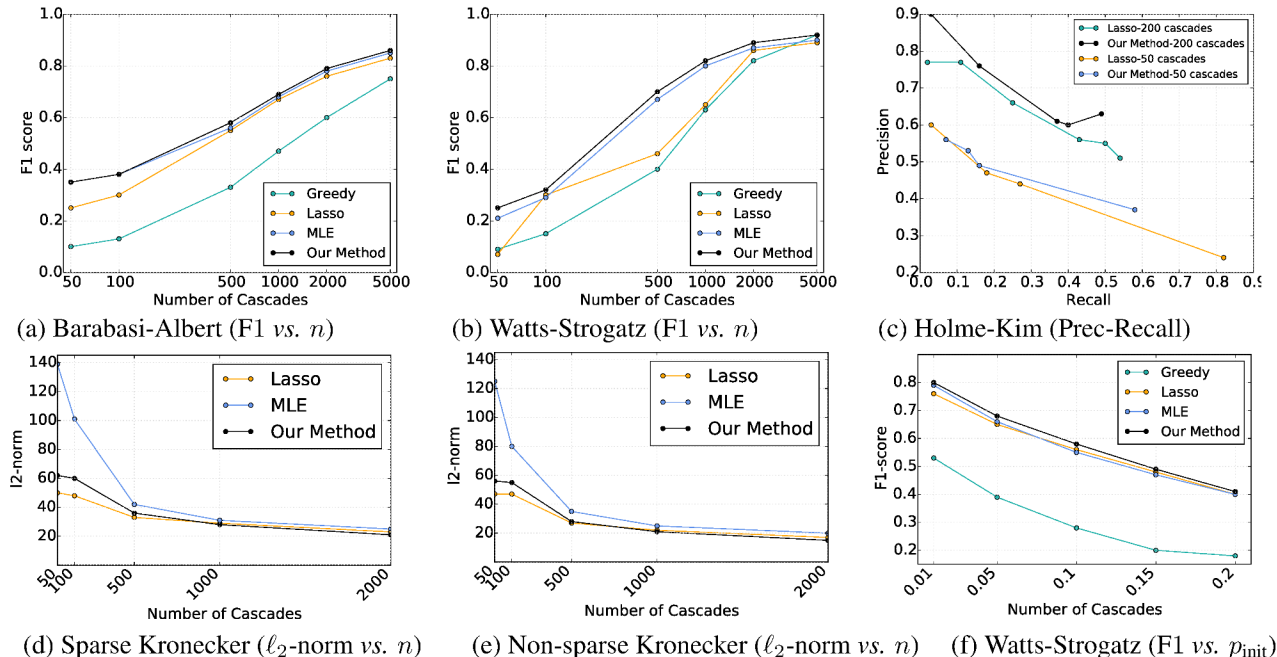 1.0
0.8
0.6
0.4
0.2
0.0
F1 score
50 100 500 1000 2000 5000
Number of Cascades
Greedy
Lasso
MLE
Our Method
(a) Barabasi-Albert (F1 vs. n)
1.0
0.8
0.6
0.4
0.2
0.0
F1 score
50 100 500 1000 2000 5000
Number of Cascades
Greedy
Lasso
MLE
Our Method
(b) Watts-Strogatz (F1 vs. n)
0.9
0.8
0.7
0.6
0.5
0.4
0.3
0.2
Precision
0.0 0.1 0.2 0.3 0.4 0.5 0.6 0.7 0.8 0.9
Recall
Lasso-200 cascades
Our Method-200 cascades
Lasso-50 cascades
Our Method-50 cascades
(c) Holme-Kim (Prec-Recall)
140
120
100
80
60
40
20
l2-norm
50 100 500 1000 2000
Number of Cascades
Lasso
MLE
Our Method
(d) Sparse Kronecker (ℓ2-norm vs. n)
140
120
100
80
60
40
20
l2-norm
50 100 500 1000 2000
Number of Cascades
Lasso
MLE
Our Method
(e) Non-sparse Kronecker (ℓ2-norm vs. n)
0.8
0.7
0.6
0.5
0.4
0.3
0.2
F1-score
0.01 0.05 0.1 0.15 0.2
Number of Cascades
Greedy
Lasso
MLE
Our Method
(f) Watts-Strogatz (F1 vs. pinit)